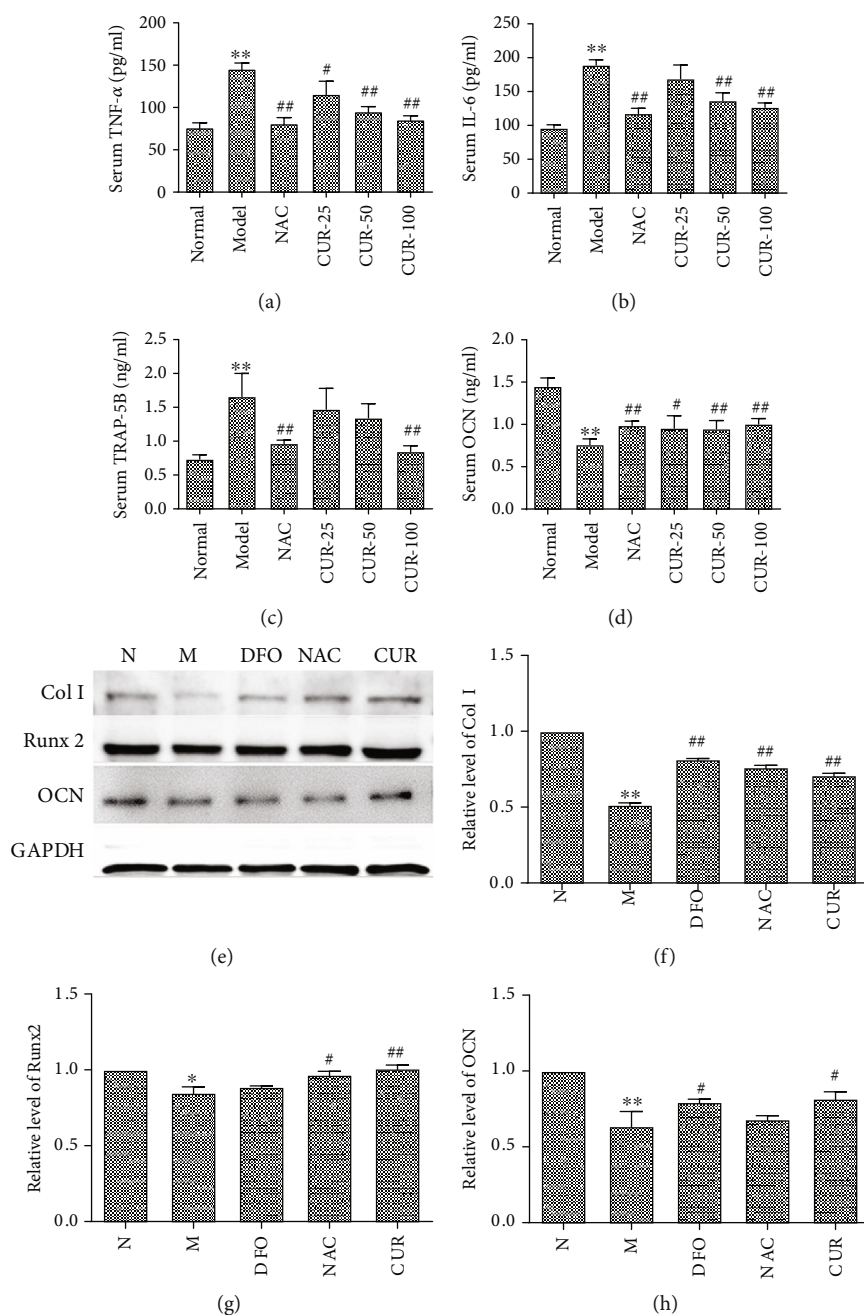 Serum TNF-α (pg/ml)
200
150
100
50
0
**
##
#
##
##
Normal
Model
NAC
CUR-25
CUR-50
CUR-100
(a)
Serum IL-6 (pg/ml)
250
200
150
100
50
0
**
##
##
##
Normal
Model
NAC
CUR-25
CUR-50
CUR-100
(b)
Serum TRAP-5B (ng/ml)
2.5
2.0
1.5
1.0
0.5
0.0
**
##
##
Normal
Model
NAC
CUR-25
CUR-50
CUR-100
(c)
Serum OCN (ng/ml)
2.0
1.5
1.0
0.5
0.0
**
##
#
##
##
Normal
Model
NAC
CUR-25
CUR-50
CUR-100
(d)
N M DFO NAC CUR
Col I
Runx 2
OCN
GAPDH
(e)
Relative level of Col I
1.5
1.0
0.5
0.0
**
##
##
##
N
M
DFO
NAC
CUR
(f)
Relative level of Runx2
1.5
1.0
0.5
0.0
*
#
##
N
M
DFO
NAC
CUR
(g)
Relative level of OCN
1.5
1.0
0.5
0.0
**
#
#
N
M
DFO
NAC
CUR
(h)